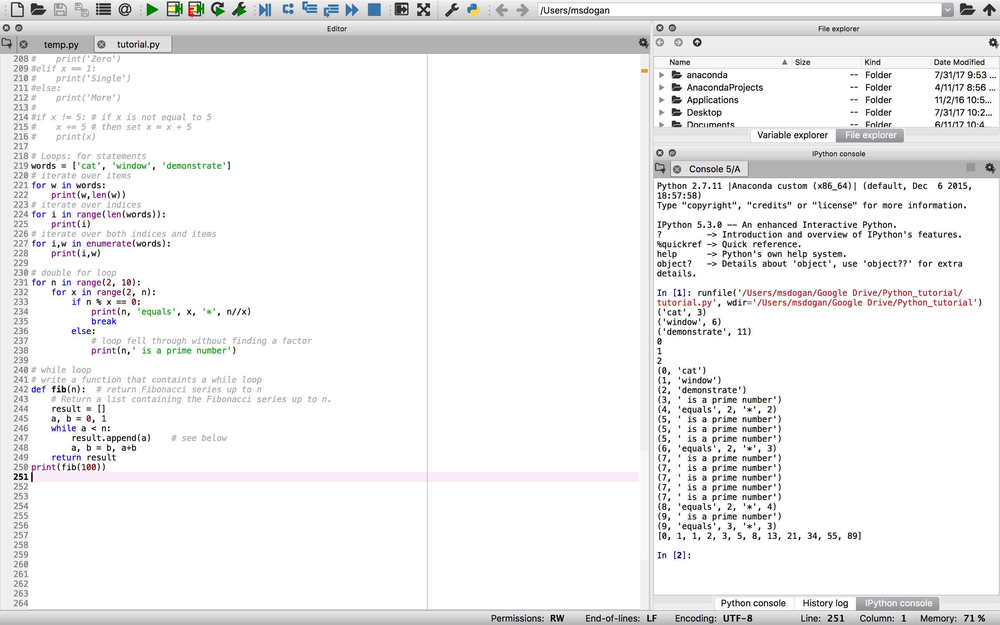 /Users/msdogan
Editor
temp.py
tutorial.py
208 #    print('Zero')
209 #elif x == 1:
210 #    print('Single')
211 #else:
212 #    print('More')
213 #
214 #if x != 5: # if x is not equal to 5
215 #    x += 5 # then set x = x + 5
216 #    print(x)
217
218 # Loops: for statements
219 words = ['cat', 'window', 'demonstrate']
220 # iterate over items
221 for w in words:
222     print(w,len(w))
223 # iterate over indices
224 for i in range(len(words)):
225     print(i)
226 # iterate over both indices and items
227 for i,w in enumerate(words):
228     print(i,w)
229
230 # double for loop
231 for n in range(2, 10):
232     for x in range(2, n):
233         if n % x == 0:
234             print(n, 'equals', x, '*', n//x)
235             break
236         else:
237             # loop fell through without finding a factor
238             print(n,' is a prime number')
239
240 # while loop
241 # write a function that containts a while loop
242 def fib(n):  # return Fibonacci series up to n
243     # Return a list containing the Fibonacci series up to n.
244     result = []
245     a, b = 0, 1
246     while a < n:
247         result.append(a)    # see below
248         a, b = b, a+b
249     return result
250 print(fib(100))
251
252
253
254
255
256
257
258
259
260
261
262
263
264
File explorer
Name Size Kind Date Modified
anaconda -- Folder 7/31/17 9:53 ...
AnacondaProjects -- Folder 4/11/17 8:56 ...
Applications -- Folder 11/2/16 10:5...
Desktop -- Folder 7/31/17 10:2...
Documents -- Folder 6/11/17 10:4...
Variable explorer File explorer
IPython console
Console 5/A
Python 2.7.11 |Anaconda custom (x86_64)| (default, Dec  6 2015,
18:57:58)
Type "copyright", "credits" or "license" for more information.

IPython 5.3.0 -- An enhanced Interactive Python.
?         -> Introduction and overview of IPython's features.
%quickref -> Quick reference.
help      -> Python's own help system.
object?   -> Details about 'object', use 'object??' for extra
details.

In [1]: runfile('/Users/msdogan/Google Drive/Python_tutorial/
tutorial.py', wdir='/Users/msdogan/Google Drive/Python_tutorial')
('cat', 3)
('window', 6)
('demonstrate', 11)
0
1
2
(0, 'cat')
(1, 'window')
(2, 'demonstrate')
(3, ' is a prime number')
(4, 'equals', 2, '*', 2)
(5, ' is a prime number')
(5, ' is a prime number')
(5, ' is a prime number')
(6, 'equals', 2, '*', 3)
(7, ' is a prime number')
(7, ' is a prime number')
(7, ' is a prime number')
(7, ' is a prime number')
(7, ' is a prime number')
(8, 'equals', 2, '*', 4)
(9, ' is a prime number')
(9, 'equals', 3, '*', 3)
[0, 1, 1, 2, 3, 5, 8, 13, 21, 34, 55, 89]

In [2]:
Python console History log IPython console
Permissions: RW End-of-lines: LF Encoding: UTF-8 Line: 251 Column: 1 Memory: 71 %